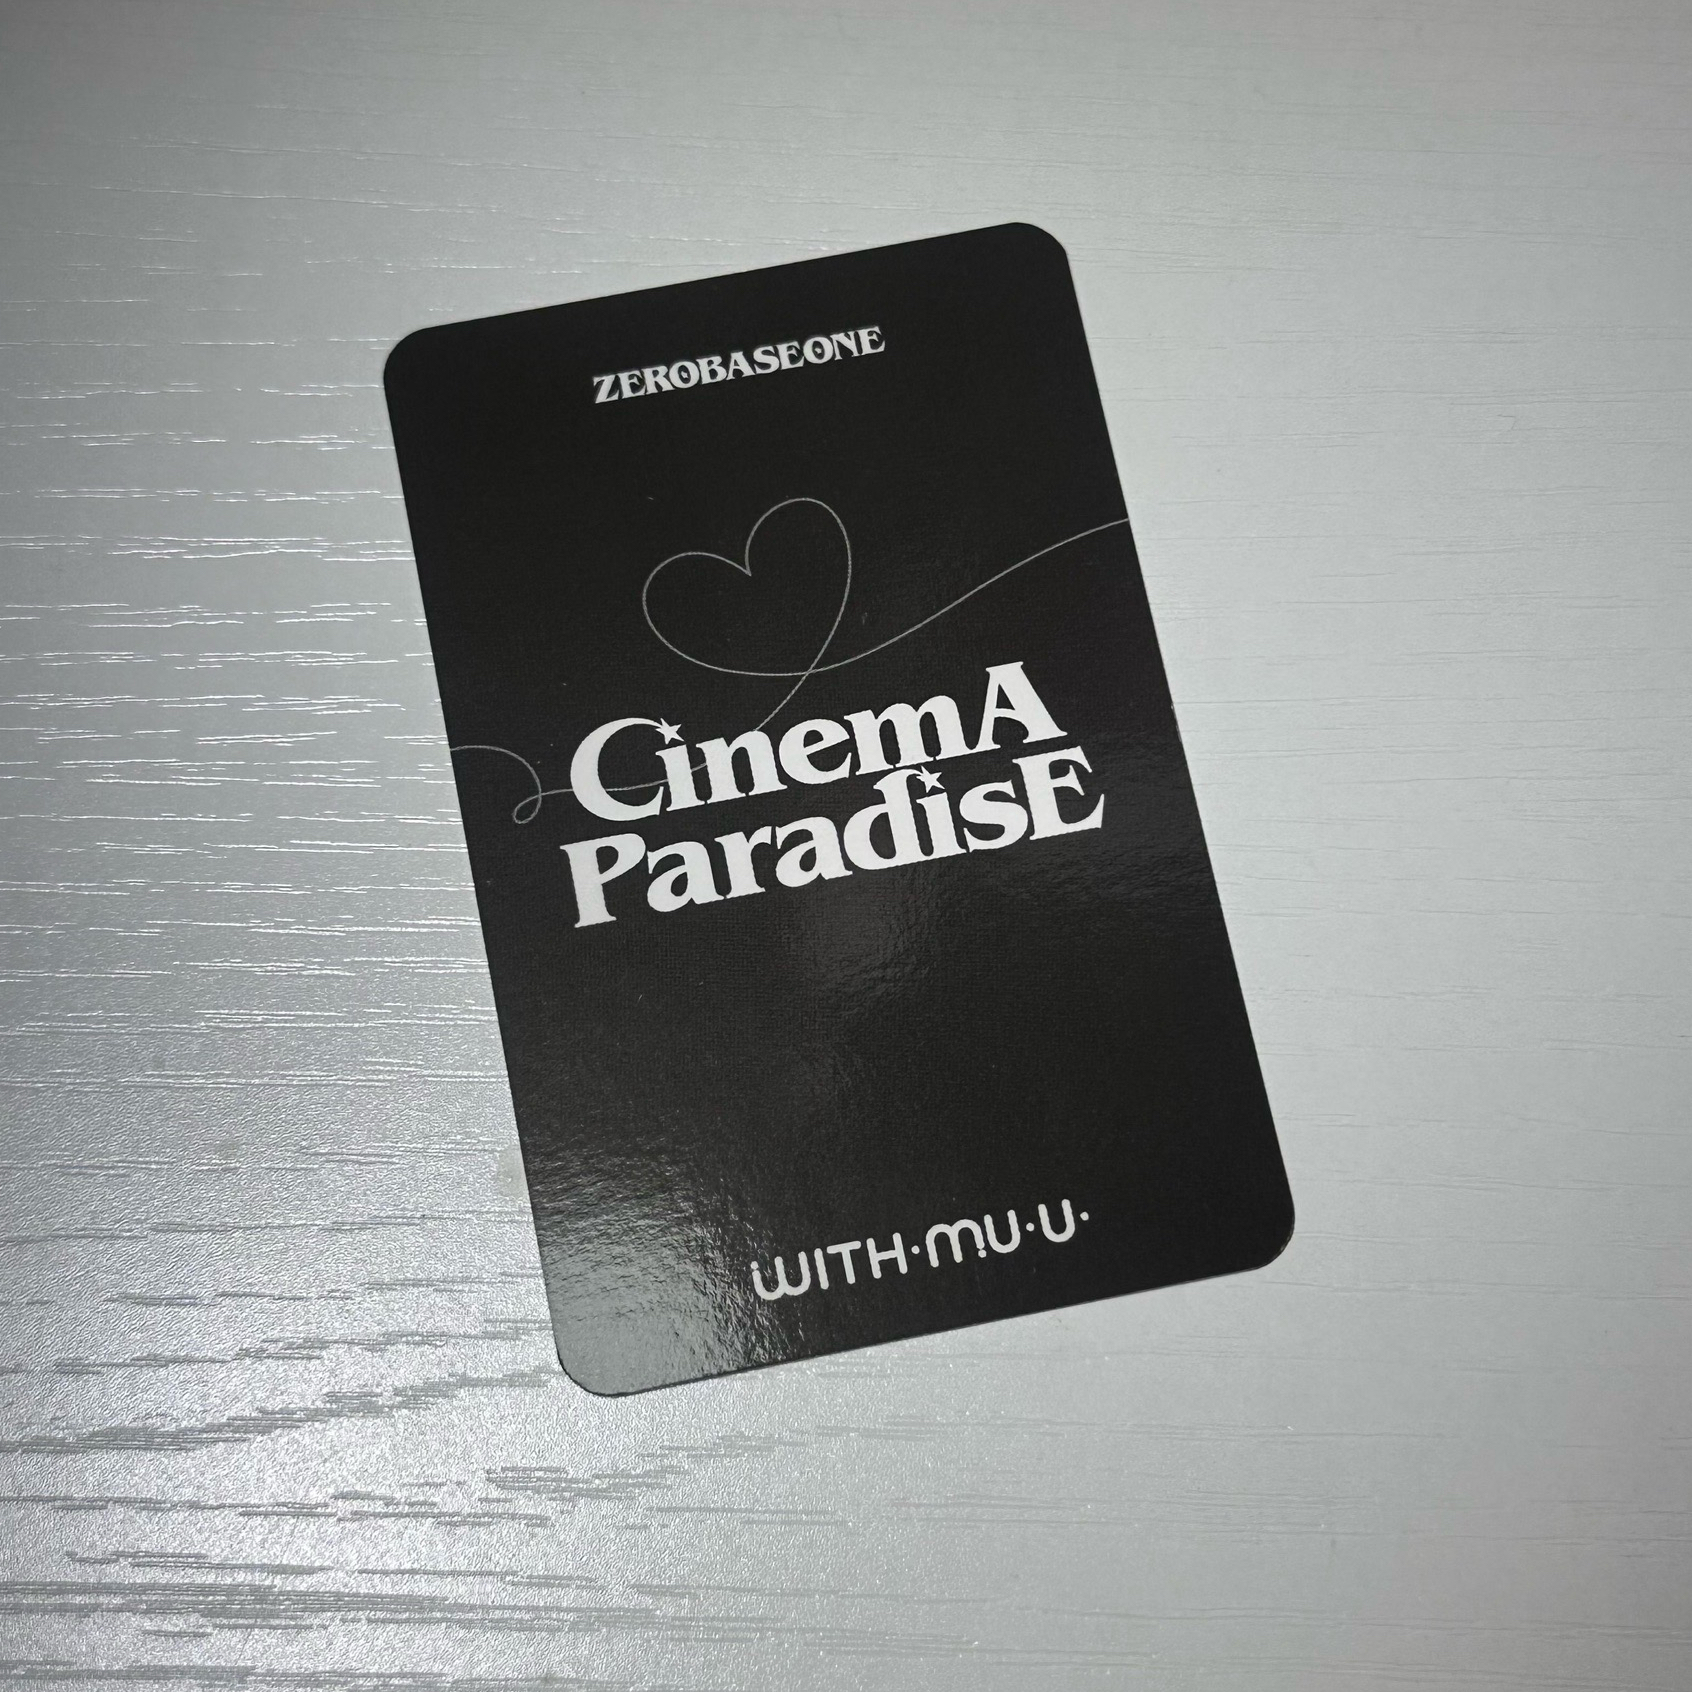 ZEROBASEONE
CinemA
ParadisE
WITH·MU·U·